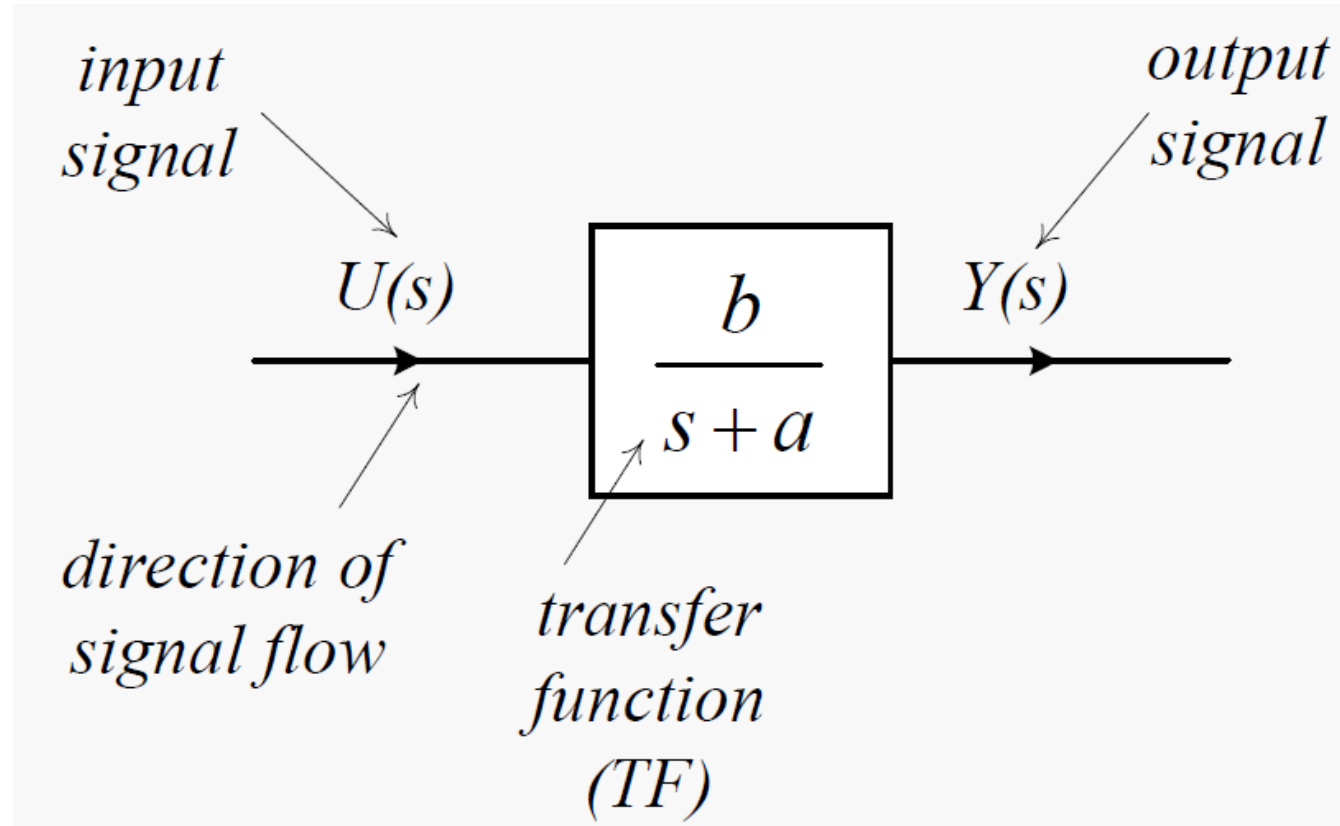 input
signal
output
signal
U(s)
b
s + a
Y(s)
direction of
signal flow
transfer
function
(TF)